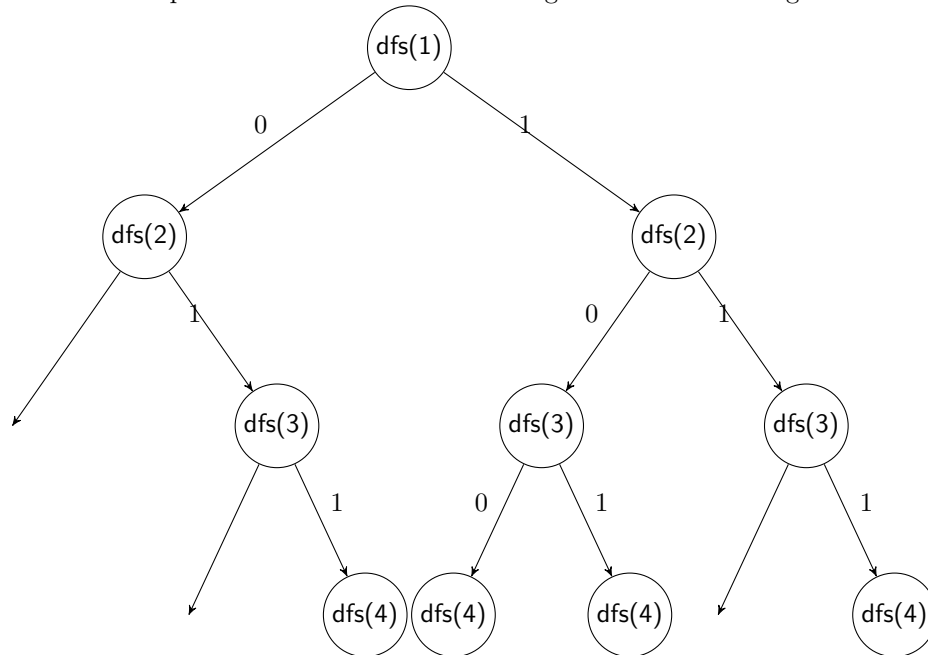 dfs(1)
0 1
dfs(2) dfs(2)
1 0 1
dfs(3) dfs(3) dfs(3)
1 0 1 1
dfs(4) dfs(4) dfs(4) dfs(4)